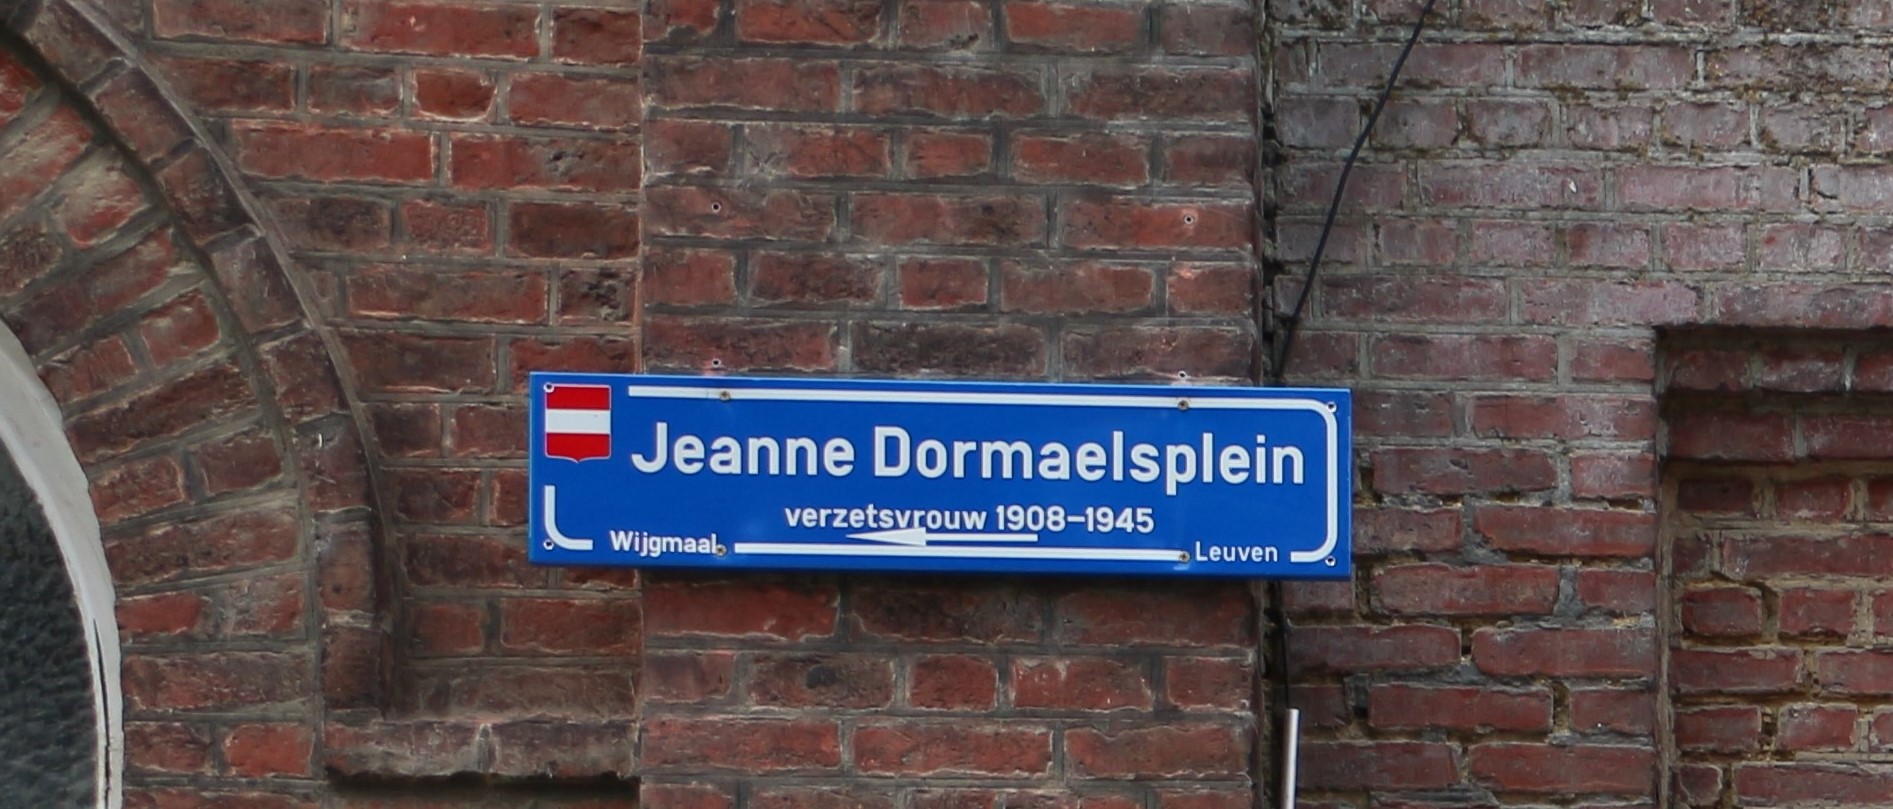 Jeanne Dormaelsplein
verzetsvrouw 1908–1945
Wijgmaal Leuven